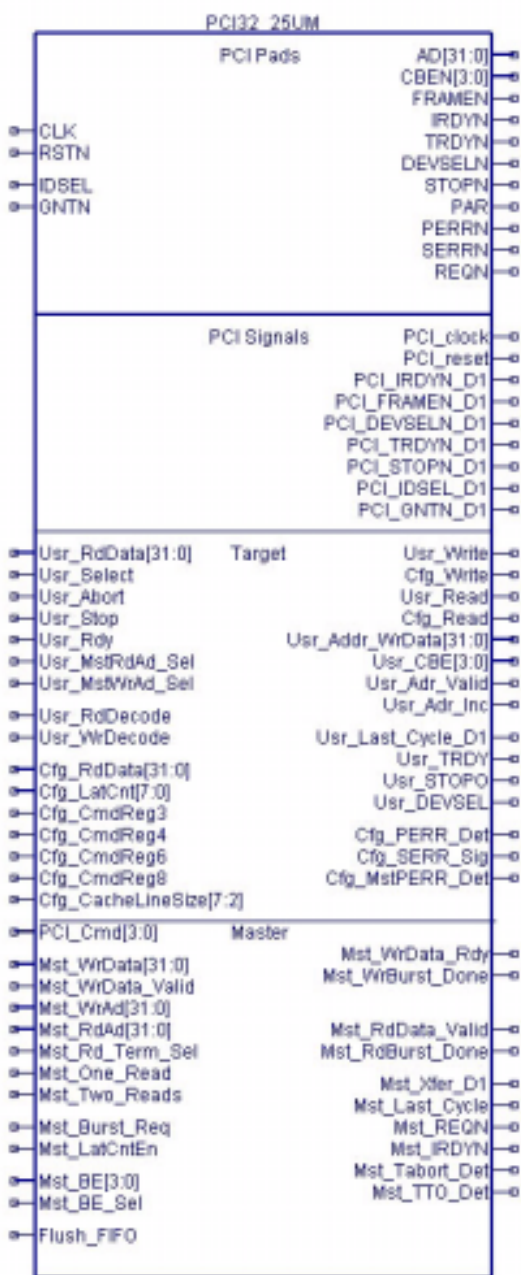 PCI32_25UM
PCI Pads
AD[31:0]
CBEN[3:0]
FRAMEN
IRDYN
CLK
TRDYN
RSTN
DEVSELN
IDSEL
STOPN
GNTN
PAR
PERRN
SERRN
REQN
PCI Signals
PCI_clock
PCI_reset
PCI_IRDYN_D1
PCI_FRAMEN_D1
PCI_DEVSELN_D1
PCI_TRDYN_D1
PCI_STOPN_D1
PCI_IDSEL_D1
PCI_GNTN_D1
Usr_RdData[31:0] Target Usr_Write
Usr_Select Cfg_Write
Usr_Abort Usr_Read
Usr_Stop Cfg_Read
Usr_Rdy Usr_Addr_WrData[31:0]
Usr_MstRdAd_Sel Usr_CBE[3:0]
Usr_MstWrAd_Sel Usr_Adr_Valid
Usr_Adr_Inc
Usr_RdDecode
Usr_WrDecode Usr_Last_Cycle_D1
Usr_TRDY
Cfg_RdData[31:0] Usr_STOPO
Cfg_LatCnt[7:0] Usr_DEVSEL
Cfg_CmdReg3
Cfg_CmdReg4 Cfg_PERR_Det
Cfg_CmdReg6 Cfg_SERR_Sig
Cfg_CmdReg8 Cfg_MstPERR_Det
Cfg_CacheLineSize[7:2]
PCI_Cmd[3:0] Master
Mst_WrData_Rdy
Mst_WrData[31:0] Mst_WrBurst_Done
Mst_WrData_Valid
Mst_WrAd[31:0]
Mst_RdAd[31:0] Mst_RdData_Valid
Mst_Rd_Term_Sel Mst_RdBurst_Done
Mst_One_Read
Mst_Two_Reads Mst_Xfer_D1
Mst_Last_Cycle
Mst_Burst_Req Mst_REQN
Mst_LatCntEn Mst_IRDYN
Mst_Tabort_Det
Mst_BE[3:0] Mst_TTO_Det
Mst_BE_Sel
Flush_FIFO